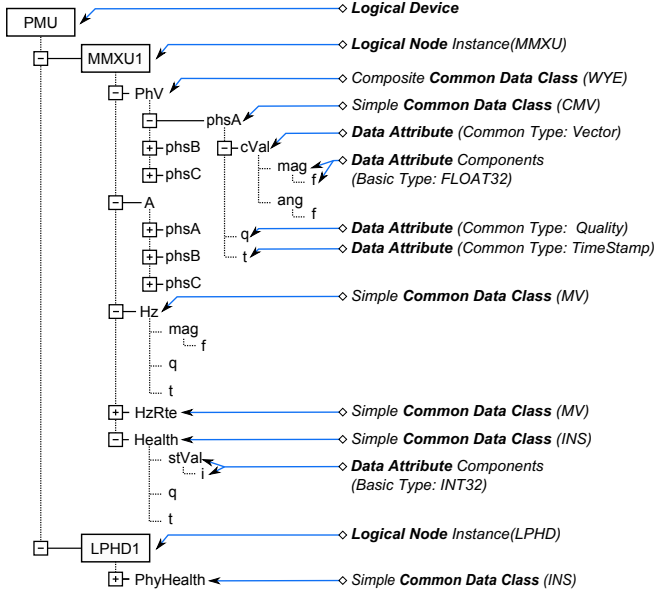 PMU
Logical Device
MMXU1
Logical Node Instance(MMXU)
PhV
Composite Common Data Class (WYE)
phsA
Simple Common Data Class (CMV)
phsB
cVal
Data Attribute (Common Type: Vector)
phsC
mag
f
Data Attribute Components
(Basic Type: FLOAT32)
A
ang
f
phsA
q
Data Attribute (Common Type: Quality)
phsB
t
Data Attribute (Common Type: TimeStamp)
phsC
Hz
Simple Common Data Class (MV)
mag
f
q
t
HzRte
Simple Common Data Class (MV)
Health
Simple Common Data Class (INS)
stVal
i
Data Attribute Components
(Basic Type: INT32)
q
t
LPHD1
Logical Node Instance(LPHD)
PhyHealth
Simple Common Data Class (INS)